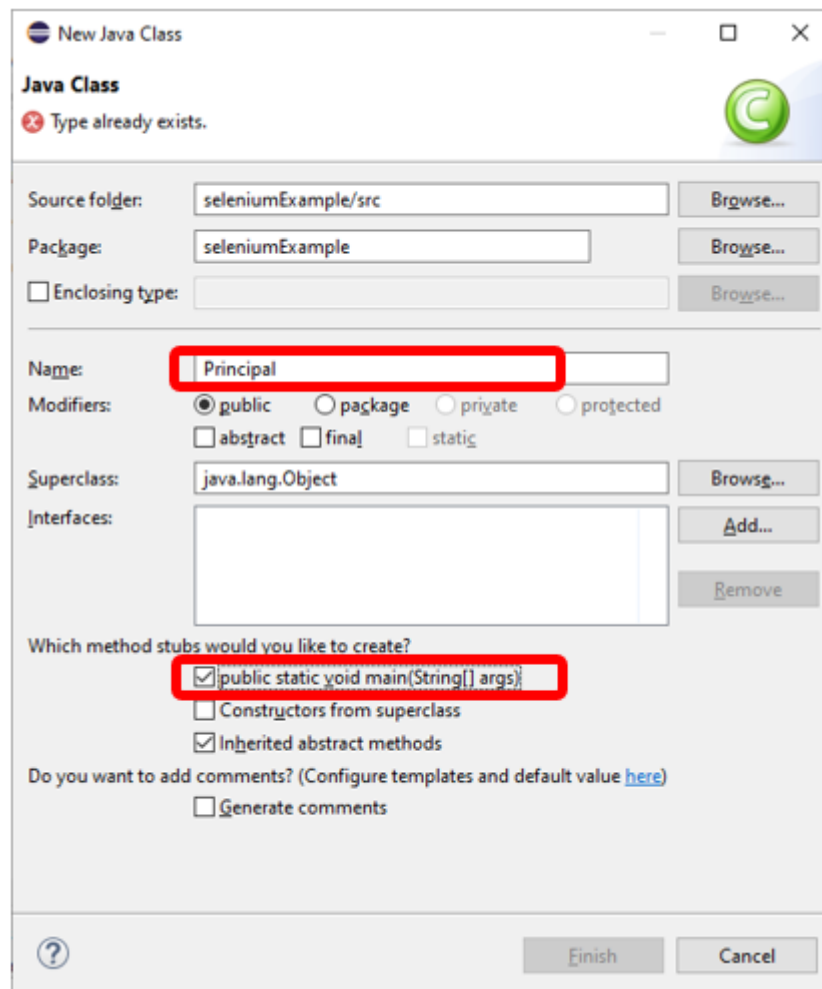 New Java Class
Java Class
Type already exists.
Source folder: seleniumExample/src Browse...
Package: seleniumExample Browse...
Enclosing type: Browse...
Name: Principal
Modifiers: public package private protected
abstract final static
Superclass: java.lang.Object Browse...
Interfaces: Add...
Remove
Which method stubs would you like to create?
public static void main(String[] args)
Constructors from superclass
Inherited abstract methods
Do you want to add comments? (Configure templates and default value here)
Generate comments
? Finish Cancel